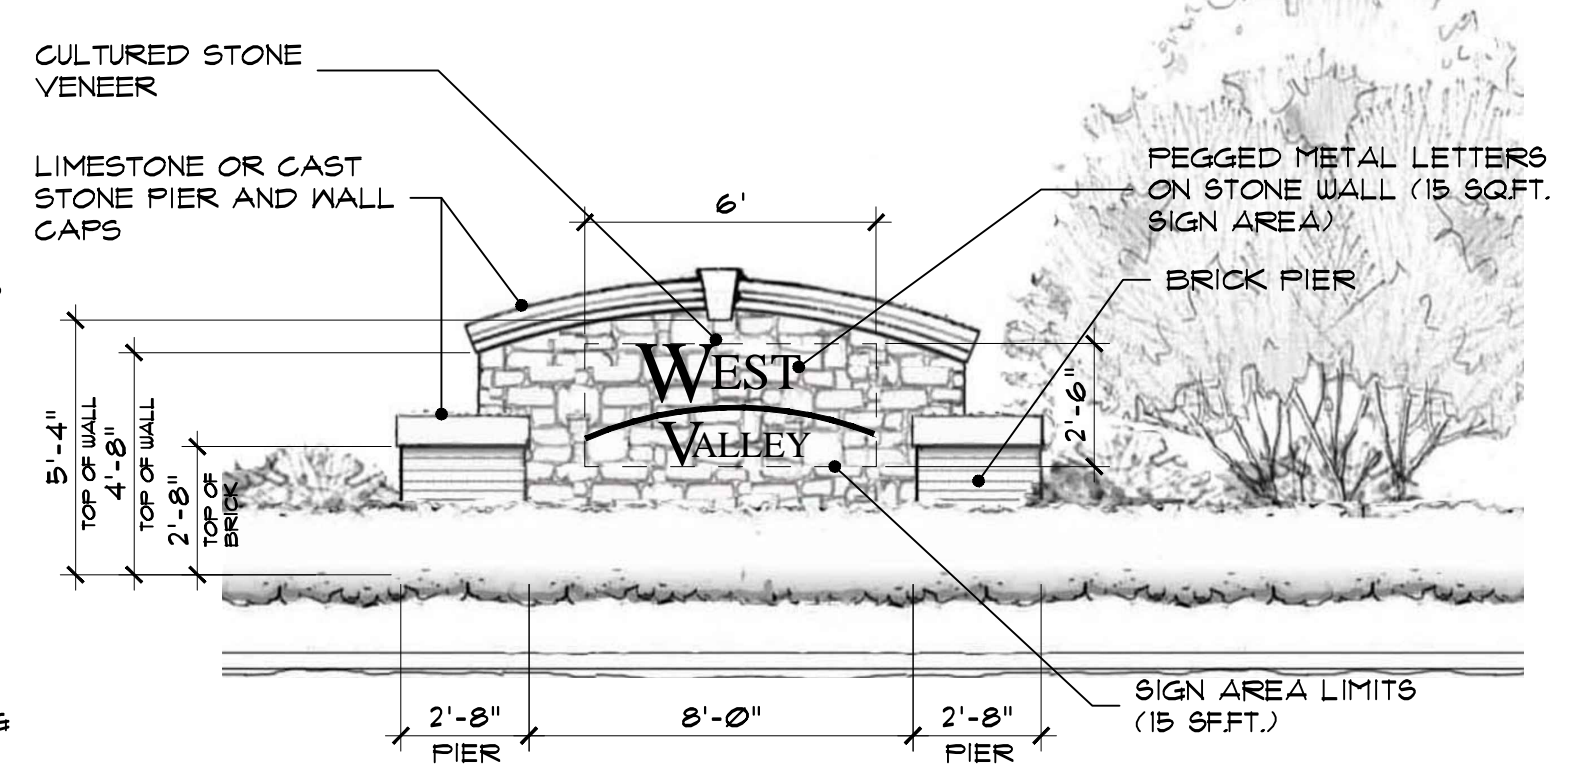 CULTURED STONE
VENEER
LIMESTONE OR CAST
STONE PIER AND WALL
CAPS
6'
PEGGED METAL LETTERS
ON STONE WALL (15 SQ.FT.
SIGN AREA)
BRICK PIER
WEST
VALLEY
5'-4"
TOP OF WALL
4'-8"
TOP OF WALL
2'-8"
TOP OF
BRICK
2'-6"
SIGN AREA LIMITS
(15 SF.FT.)
2'-8"
PIER
8'-0"
2'-8"
PIER